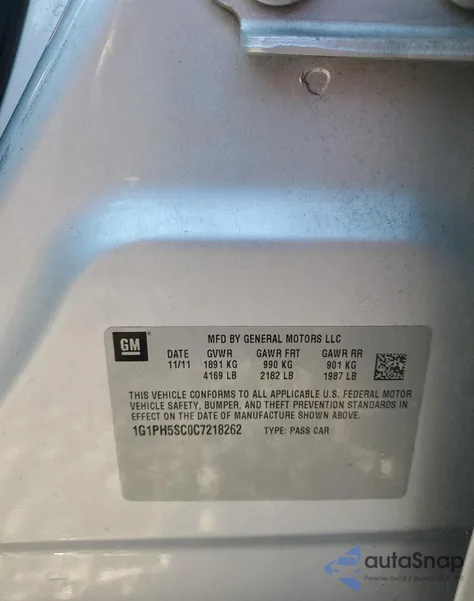 GM
MFD BY GENERAL MOTORS LLC
DATE GVWR GAWR FRT GAWR RR
11/11 1891 KG 990 KG 901 KG
4169 LB 2182 LB 1987 LB
THIS VEHICLE CONFORMS TO ALL APPLICABLE U.S. FEDERAL MOTOR
VEHICLE SAFETY, BUMPER, AND THEFT PREVENTION STANDARDS IN
EFFECT ON THE DATE OF MANUFACTURE SHOWN ABOVE.
1G1PH5SC0C7218262 TYPE: PASS CAR
autoSnap